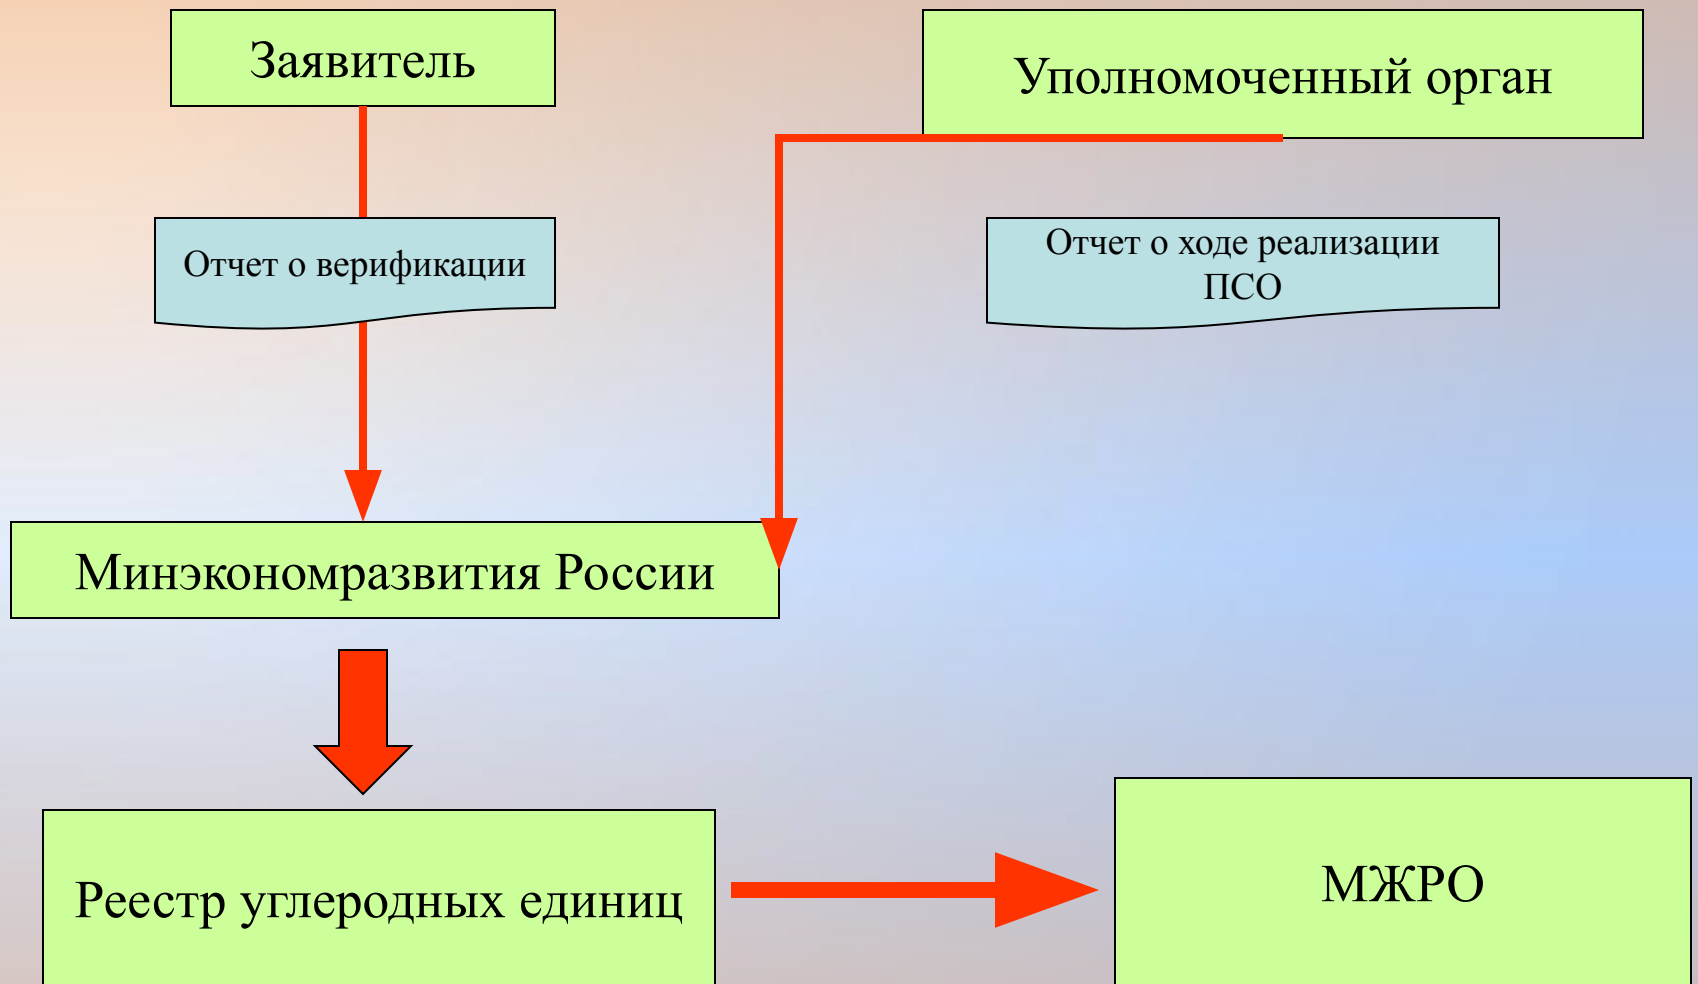 Заявитель
Уполномоченный орган
Отчет о верификации
Отчет о ходе реализации
ПСО
Минэкономразвития России
Реестр углеродных единиц
МЖРО